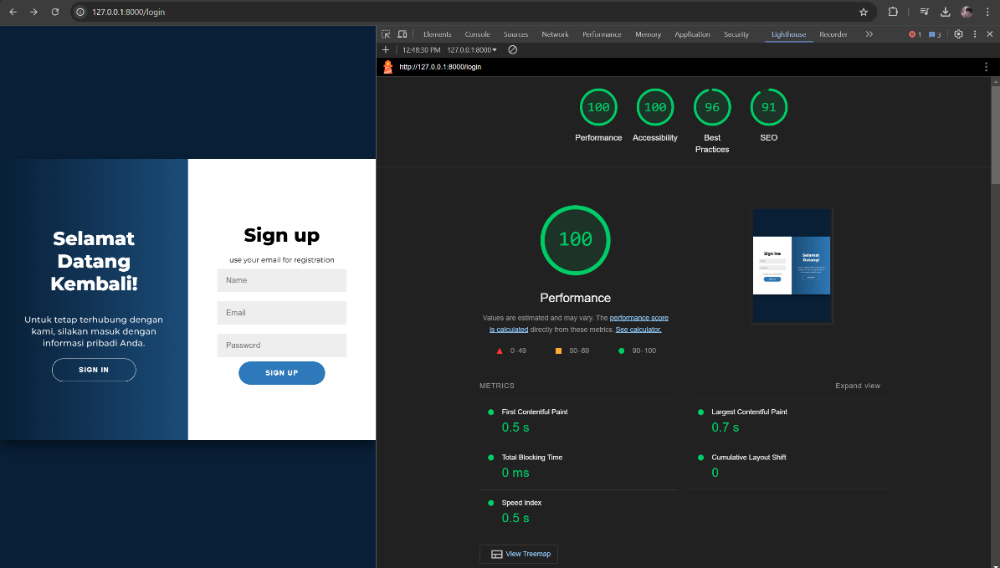 127.0.0.1:8000/login
Elements Console Sources Network Performance Memory Application Security Lighthouse Recorder 1 3
12:48:30 PM 127.0.0.1:8000
http://127.0.0.1:8000/login
100 100 96 91
Performance Accessibility Best Practices SEO
Selamat
Datang
Kembali!
Untuk tetap terhubung dengan
kami, silakan masuk dengan
informasi pribadi Anda.
SIGN IN
Sign up
use your email for registration
Name
Email
Password
SIGN UP
100
Performance
Values are estimated and may vary. The performance score
is calculated directly from these metrics. See calculator.
0–49 50–89 90–100
Sign ina
Selamat
Datang!
METRICS Expand view
First Contentful Paint
0.5 s
Largest Contentful Paint
0.7 s
Total Blocking Time
0 ms
Cumulative Layout Shift
0
Speed Index
0.5 s
View Treemap